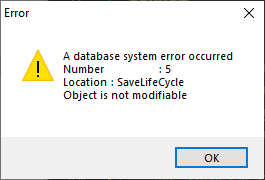 Error
A database system error occurred
Number : 5
Location : SaveLifeCycle
Object is not modifiable
OK